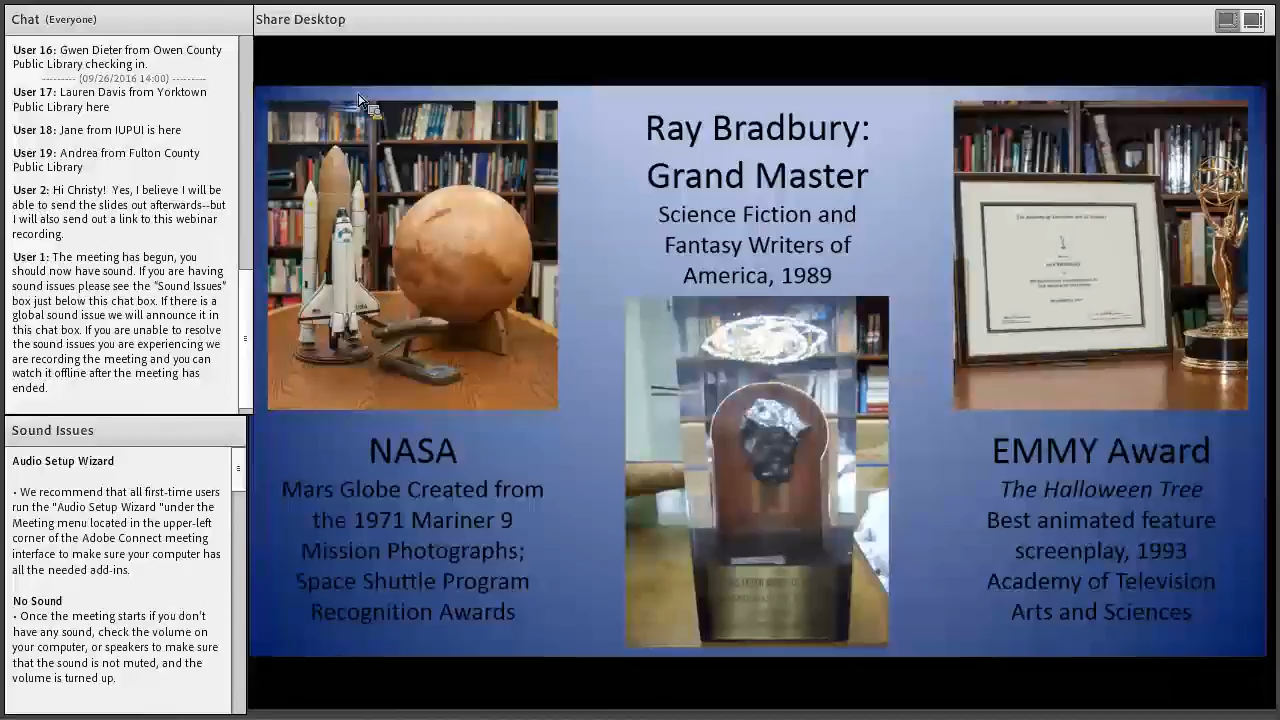 Chat (Everyone)
User 16: Gwen Dieter from Owen County
Public Library checking in.
---------- (09/26/2016 14:00) ---------
User 17: Lauren Davis from Yorktown
Public Library here
User 18: Jane from IUPUI is here
User 19: Andrea from Fulton County
Public Library
User 2: Hi Christy! Yes, I believe I will be
able to send the slides out afterwards--but
I will also send out a link to this webinar
recording.
User 1: The meeting has begun, you
should now have sound. If you are having
sound issues please see the "Sound Issues"
box just below this chat box. If there is a
global sound issue we will announce it in
this chat box. If you are unable to resolve
the sound issues you are experiencing we
are recording the meeting and you can
watch it offline after the meeting has
ended.
Sound Issues
Audio Setup Wizard
• We recommend that all first-time users
run the "Audio Setup Wizard "under the
Meeting menu located in the upper-left
corner of the Adobe Connect meeting
interface to make sure your computer has
all the needed add-ins.
No Sound
• Once the meeting starts if you don't
have any sound, check the volume on
your computer, or speakers to make sure
that the sound is not muted, and the
volume is turned up.
Share Desktop
Ray Bradbury:
Grand Master
Science Fiction and
Fantasy Writers of
America, 1989
NASA
Mars Globe Created from
the 1971 Mariner 9
Mission Photographs;
Space Shuttle Program
Recognition Awards
EMMY Award
The Halloween Tree
Best animated feature
screenplay, 1993
Academy of Television
Arts and Sciences